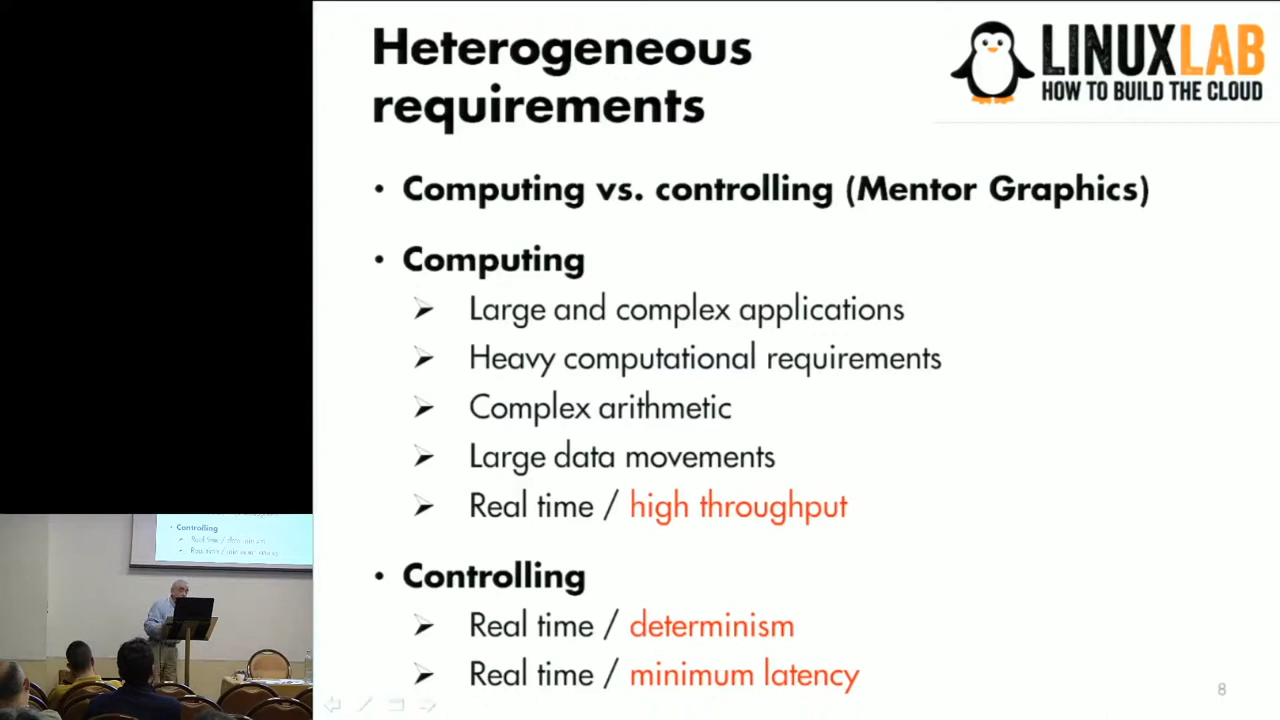 Heterogeneous
requirements
LINUXLAB
HOW TO BUILD THE CLOUD
• Computing vs. controlling (Mentor Graphics)
• Computing
➢ Large and complex applications
➢ Heavy computational requirements
➢ Complex arithmetic
➢ Large data movements
➢ Real time / high throughput
• Controlling
➢ Real time / determinism
➢ Real time / minimum latency
8
Controlling